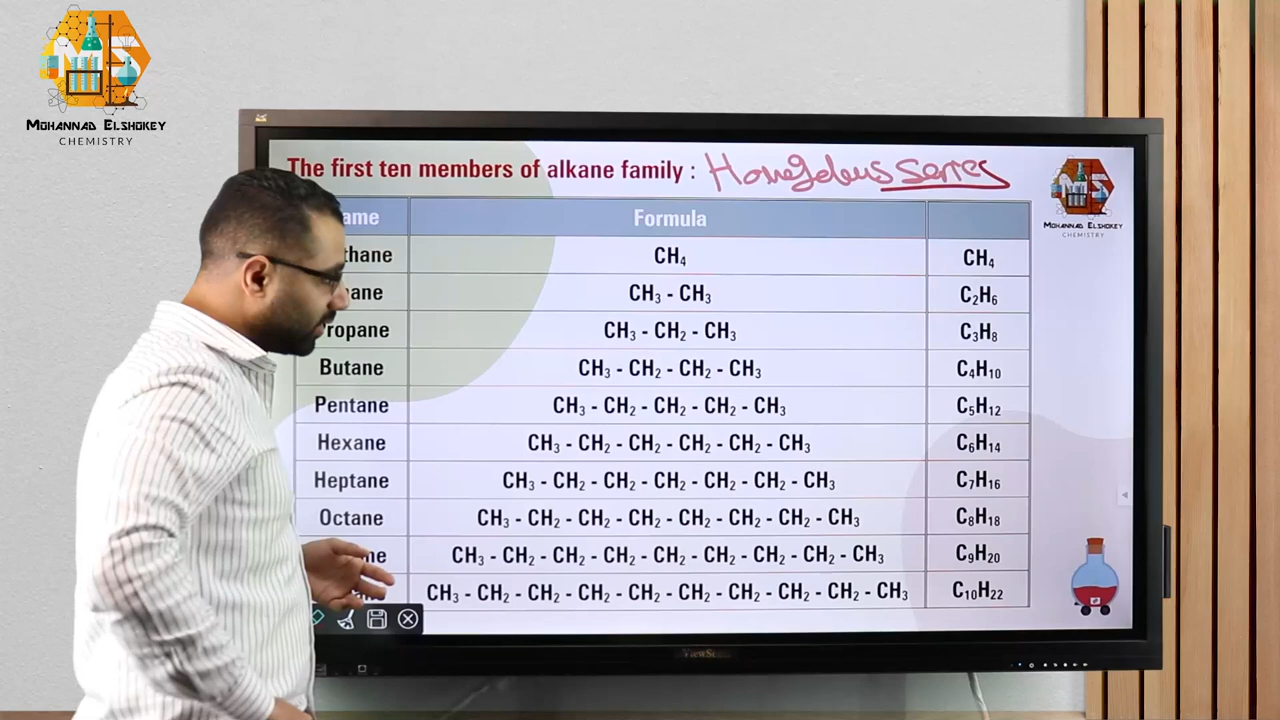 MOHANNAD ELSHOKEY
CHEMISTRY
The first ten members of alkane family :
series
MOHANNAD ELSHOKEY
CHEMISTRY
Formula
CH₄ CH₄
CH₃ - CH₃ C₂H₆
CH₃ - CH₂ - CH₃ C₃H₈
Butane CH₃ - CH₂ - CH₂ - CH₃ C₄H₁₀
Pentane CH₃ - CH₂ - CH₂ - CH₂ - CH₃ C₅H₁₂
Hexane CH₃ - CH₂ - CH₂ - CH₂ - CH₂ - CH₃ C₆H₁₄
Heptane CH₃ - CH₂ - CH₂ - CH₂ - CH₂ - CH₂ - CH₃ C₇H₁₆
Octane CH₃ - CH₂ - CH₂ - CH₂ - CH₂ - CH₂ - CH₂ - CH₃ C₈H₁₈
CH₃ - CH₂ - CH₂ - CH₂ - CH₂ - CH₂ - CH₂ - CH₂ - CH₃ C₉H₂₀
CH₃ - CH₂ - CH₂ - CH₂ - CH₂ - CH₂ - CH₂ - CH₂ - CH₂ - CH₃ C₁₀H₂₂